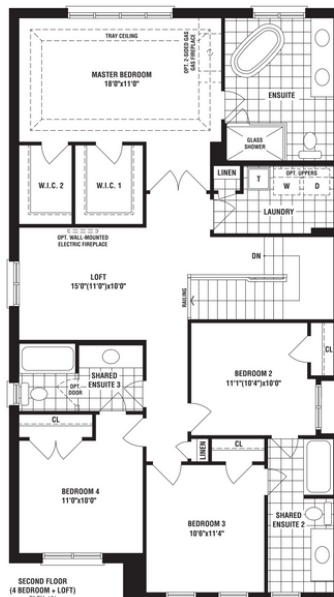 TRAY CEILING
OPT. 2-SIDED GAS
GAS FIREPLACE
MASTER BEDROOM
18'0"x11'0"
ENSUITE
GLASS
SHOWER
W.I.C. 2
W.I.C. 1
LINEN
T
OPT. UPPERS
W
D
LAUNDRY
OPT. WALL-MOUNTED
ELECTRIC FIREPLACE
LOFT
15'0"(11'0")x10'0"
DN
RAILING
CL
SHARED
ENSUITE 3
OPT.
DOOR
BEDROOM 2
11'1"(10'4")x10'0"
CL
LINEN
CL
BEDROOM 4
11'0"x10'0"
BEDROOM 3
10'6"x11'4"
SHARED
ENSUITE 2
SECOND FLOOR
(4 BEDROOM + LOFT)